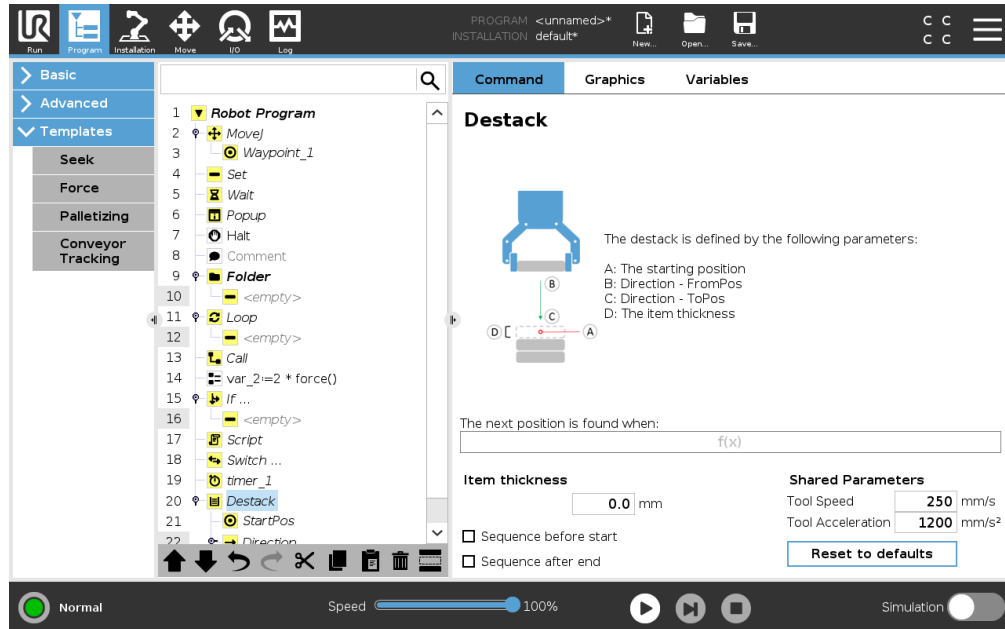 UR
PROGRAM <unnamed>*
INSTALLATION default*
C C
C C
Run
Program
Installation
Move
I/O
Log
New...
Open...
Save...
Basic
Advanced
Templates
Seek
Force
Palletizing
Conveyor
Tracking
1 Robot Program
2 MoveJ
3 Waypoint_1
4 Set
5 Wait
6 Popup
7 Halt
8 Comment
9 Folder
10 <empty>
11 Loop
12 <empty>
13 Call
14 var_2:=2 * force()
15 If ...
16 <empty>
17 Script
18 Switch ...
19 timer_1
20 Destack
21 StartPos
22 Direction
Command
Graphics
Variables
Destack
B
C
D
A
The destack is defined by the following parameters:
A: The starting position
B: Direction - FromPos
C: Direction - ToPos
D: The item thickness
The next position is found when:
f(x)
Item thickness
0.0 mm
Sequence before start
Sequence after end
Shared Parameters
Tool Speed 250 mm/s
Tool Acceleration 1200 mm/s²
Reset to defaults
Normal
Speed 100%
Simulation